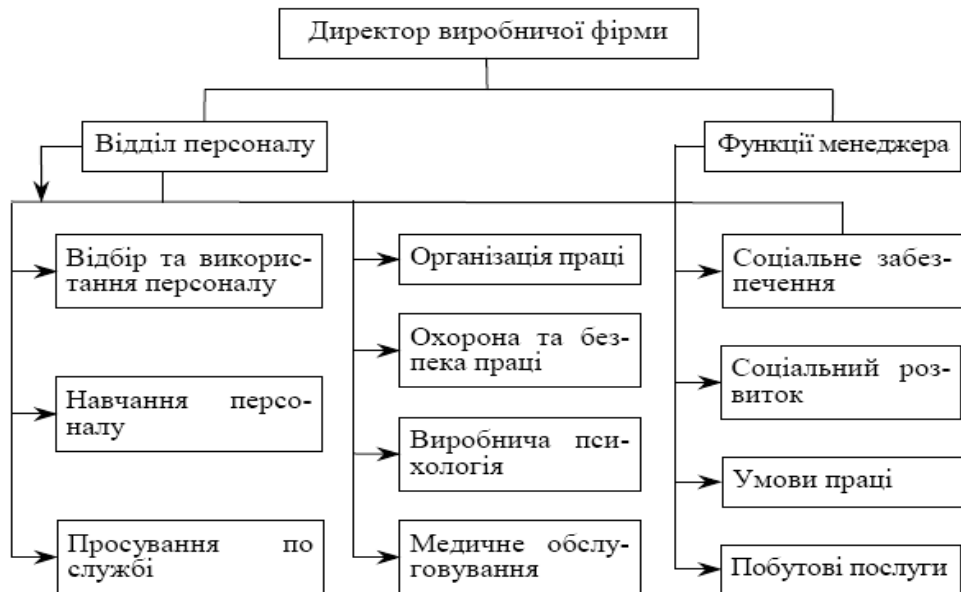 Директор виробничої фірми
Відділ персоналу
Функції менеджера
Відбір та викорис-
тання персоналу
Навчання персо-
налу
Просування по
службі
Організація праці
Охорона та без-
пека праці
Виробнича пси-
хологія
Медичне обслу-
говування
Соціальне забез-
печення
Соціальний роз-
виток
Умови праці
Побутові послуги